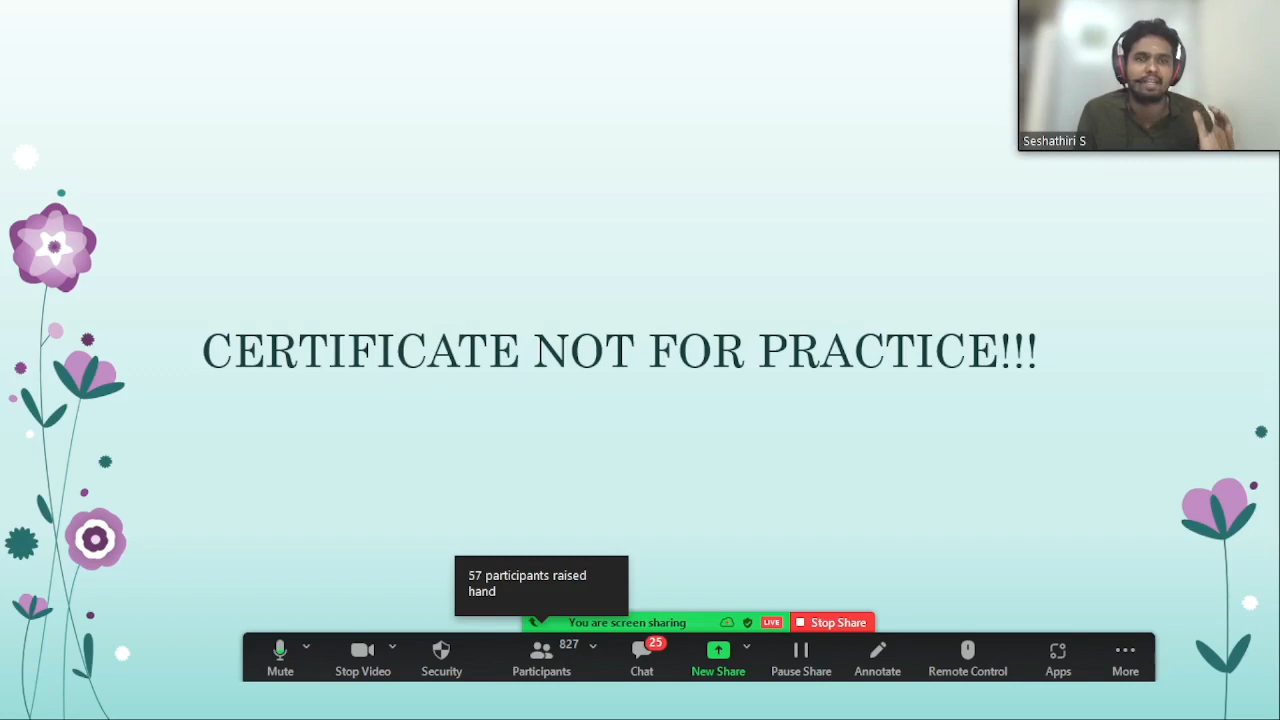 Seshathiri S
CERTIFICATE NOT FOR PRACTICE!!!
57 participants raised
hand
You are screen sharing
LIVE
Stop Share
827
25
Mute
Stop Video
Security
Participants
Chat
New Share
Pause Share
Annotate
Remote Control
Apps
More